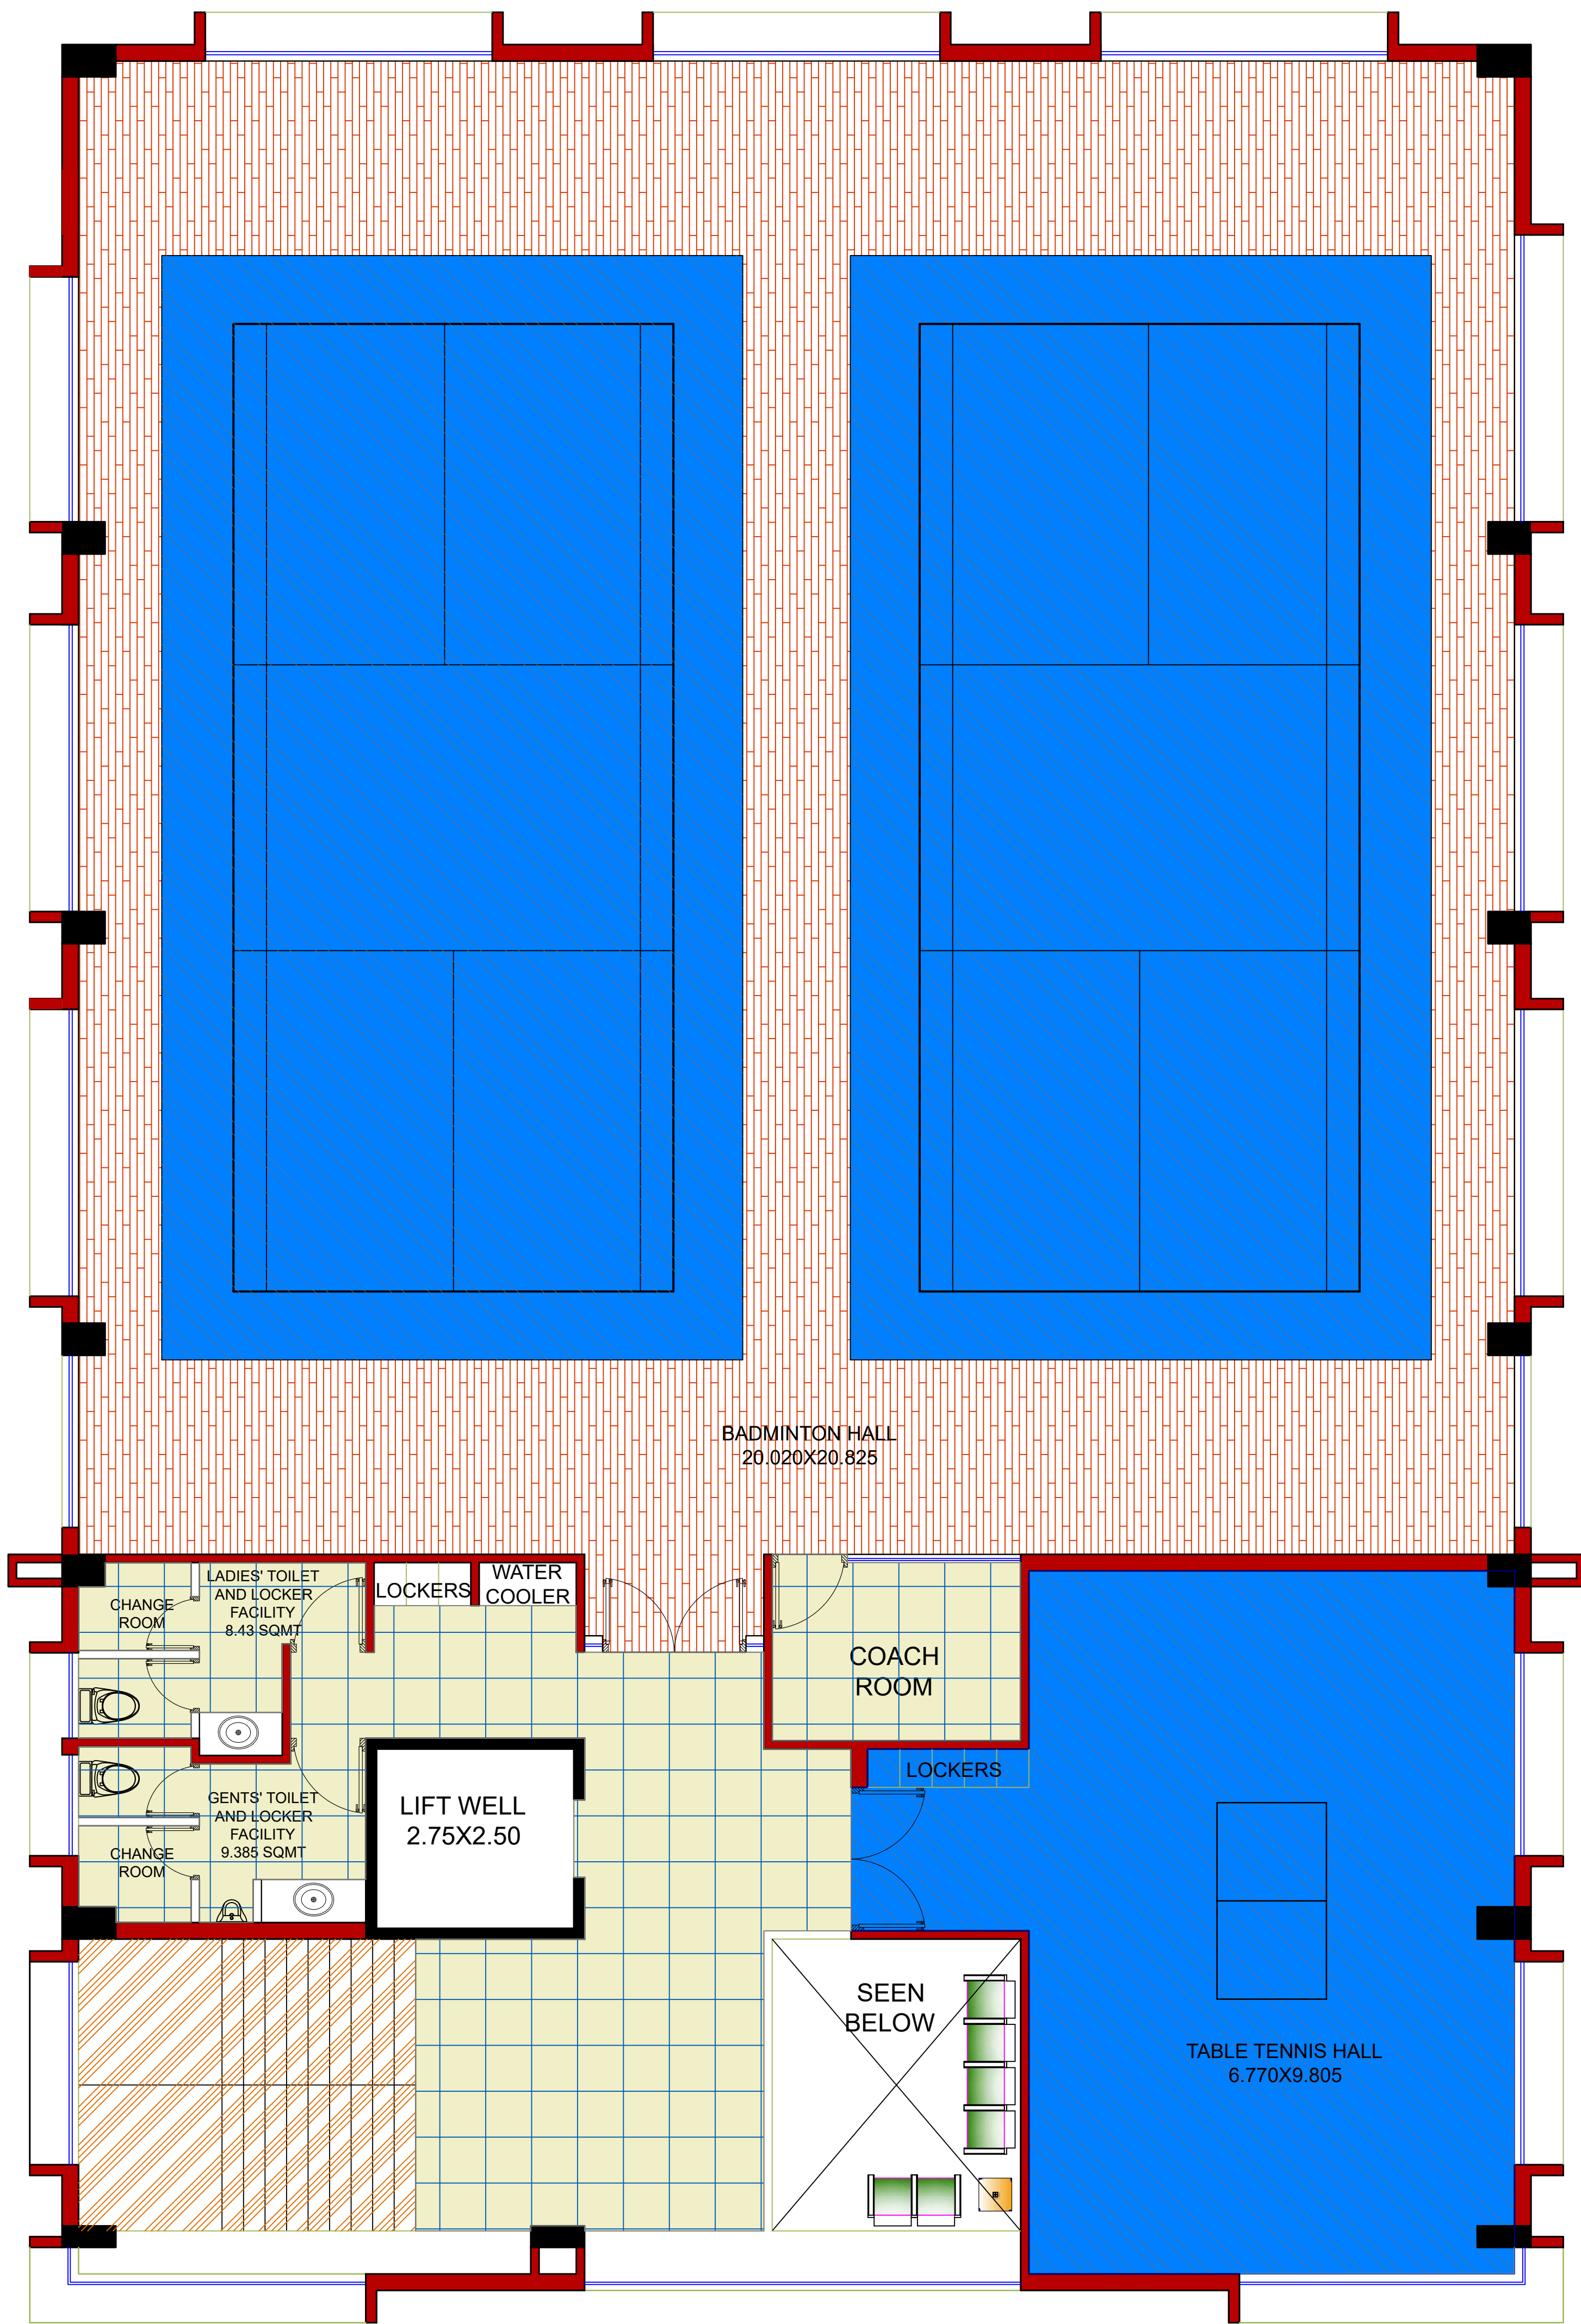 BADMINTON HALL
20.020X20.825
LADIES' TOILET
AND LOCKER
FACILITY
8.43 SQMT
CHANGE
ROOM
LOCKERS
WATER
COOLER
COACH
ROOM
LOCKERS
GENTS' TOILET
AND LOCKER
FACILITY
9.385 SQMT
CHANGE
ROOM
LIFT WELL
2.75X2.50
SEEN
BELOW
TABLE TENNIS HALL
6.770X9.805